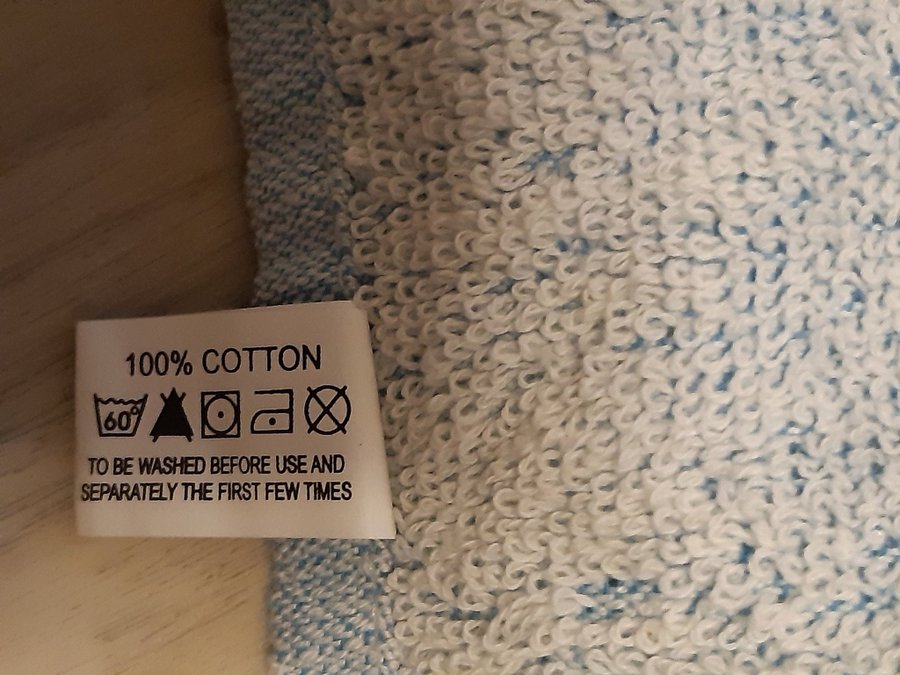 100% COTTON
60°
TO BE WASHED BEFORE USE AND
SEPARATELY THE FIRST FEW TIMES